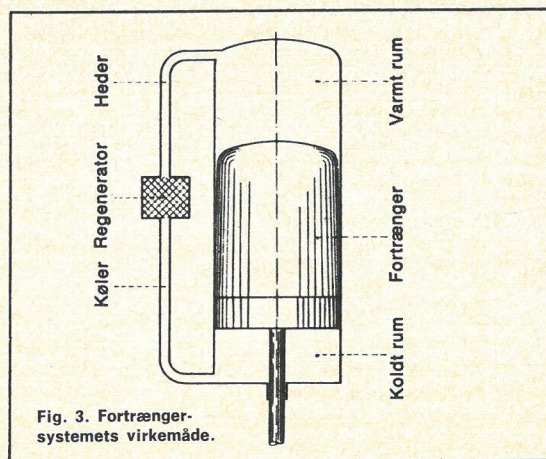 Heder
Regenerator
Køler
Varmt rum
Fortrænger
Koldt rum
Fig. 3. Fortrænger-
systemets virkemåde.